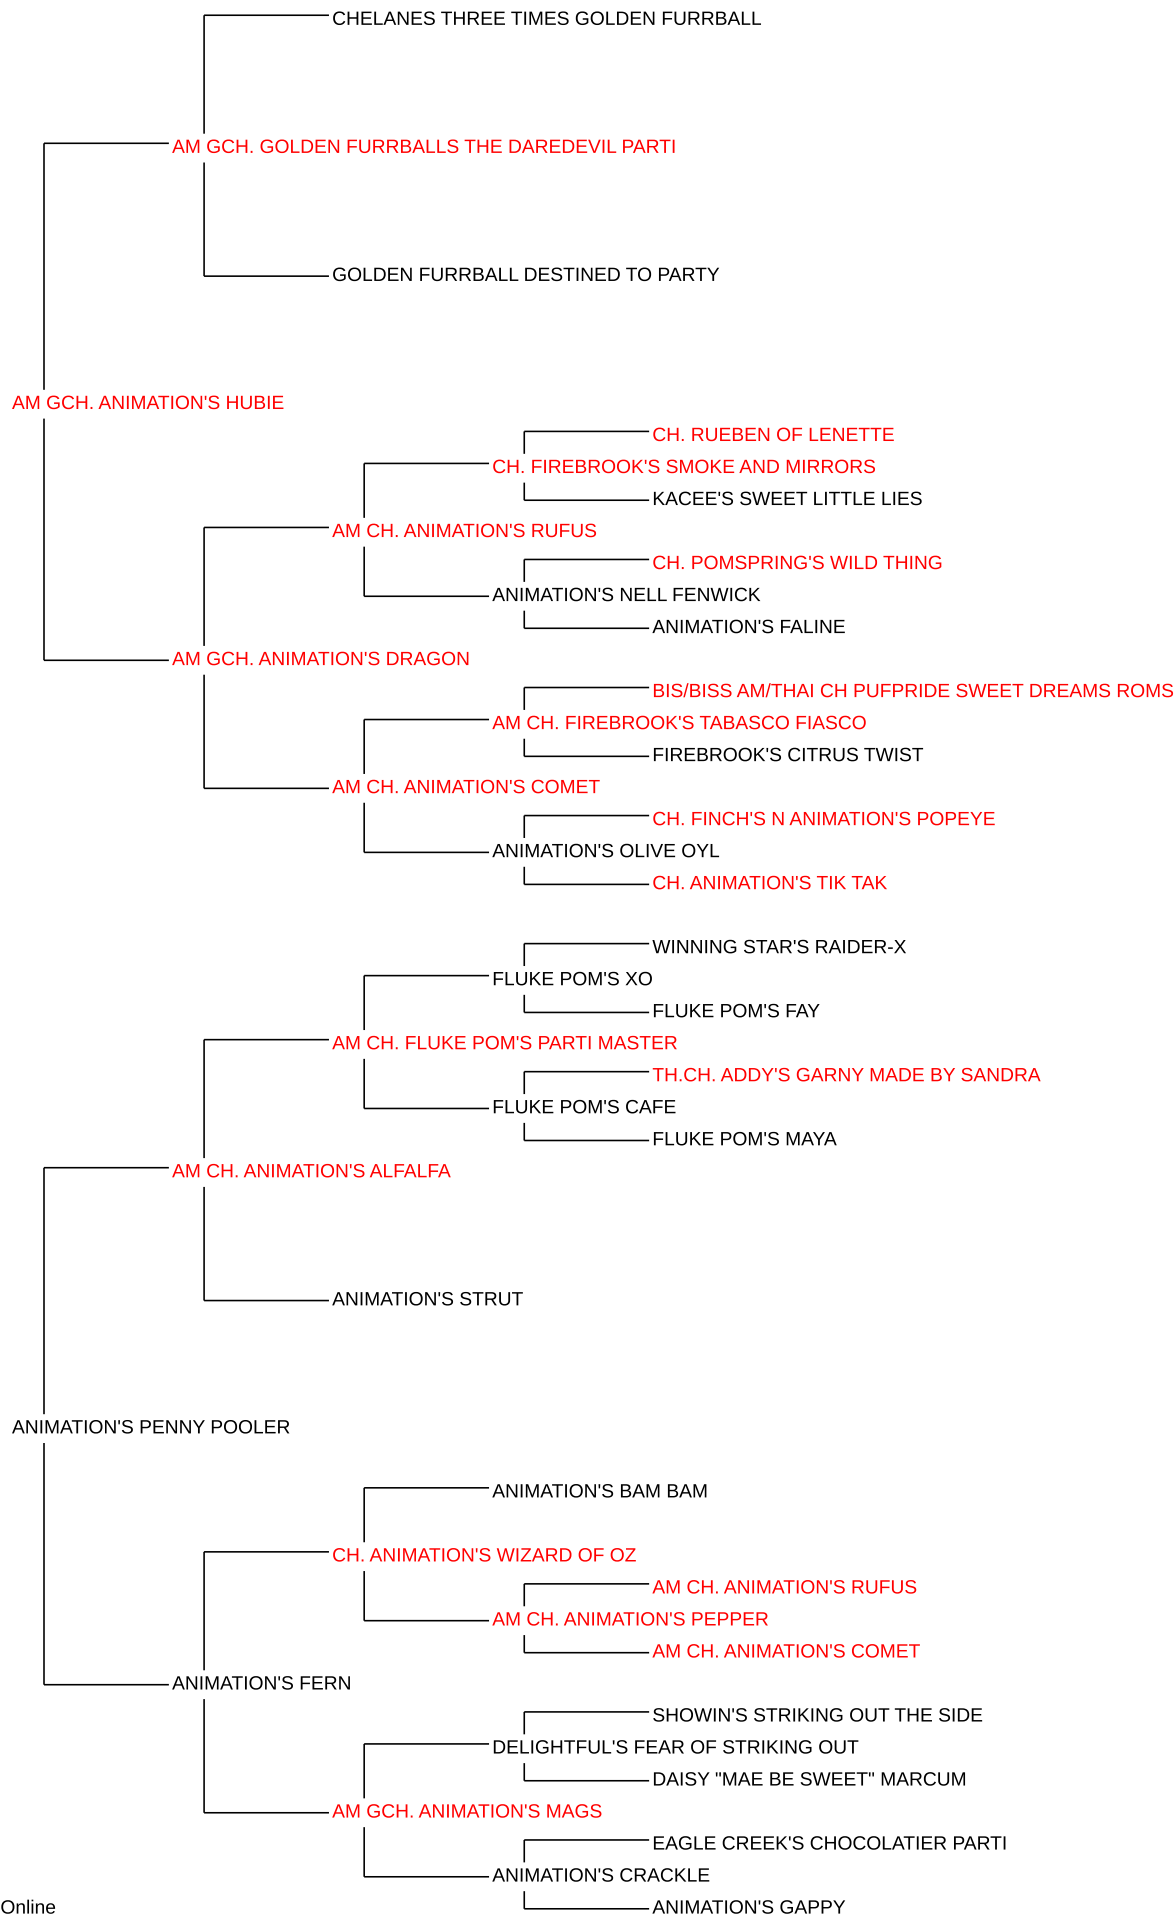 CHELANES THREE TIMES GOLDEN FURRBALL
AM GCH. GOLDEN FURRBALLS THE DAREDEVIL PARTI
GOLDEN FURRBALL DESTINED TO PARTY
AM GCH. ANIMATION'S HUBIE
CH. RUEBEN OF LENETTE
CH. FIREBROOK'S SMOKE AND MIRRORS
KACEE'S SWEET LITTLE LIES
AM CH. ANIMATION'S RUFUS
CH. POMSPRING'S WILD THING
ANIMATION'S NELL FENWICK
ANIMATION'S FALINE
AM GCH. ANIMATION'S DRAGON
BIS/BISS AM/THAI CH PUFPRIDE SWEET DREAMS ROMS
AM CH. FIREBROOK'S TABASCO FIASCO
FIREBROOK'S CITRUS TWIST
AM CH. ANIMATION'S COMET
CH. FINCH'S N ANIMATION'S POPEYE
ANIMATION'S OLIVE OYL
CH. ANIMATION'S TIK TAK
WINNING STAR'S RAIDER-X
FLUKE POM'S XO
FLUKE POM'S FAY
AM CH. FLUKE POM'S PARTI MASTER
TH.CH. ADDY'S GARNY MADE BY SANDRA
FLUKE POM'S CAFE
FLUKE POM'S MAYA
AM CH. ANIMATION'S ALFALFA
ANIMATION'S STRUT
ANIMATION'S PENNY POOLER
ANIMATION'S BAM BAM
CH. ANIMATION'S WIZARD OF OZ
AM CH. ANIMATION'S RUFUS
AM CH. ANIMATION'S PEPPER
AM CH. ANIMATION'S COMET
ANIMATION'S FERN
SHOWIN'S STRIKING OUT THE SIDE
DELIGHTFUL'S FEAR OF STRIKING OUT
DAISY "MAE BE SWEET" MARCUM
AM GCH. ANIMATION'S MAGS
EAGLE CREEK'S CHOCOLATIER PARTI
ANIMATION'S CRACKLE
ANIMATION'S GAPPY
Online